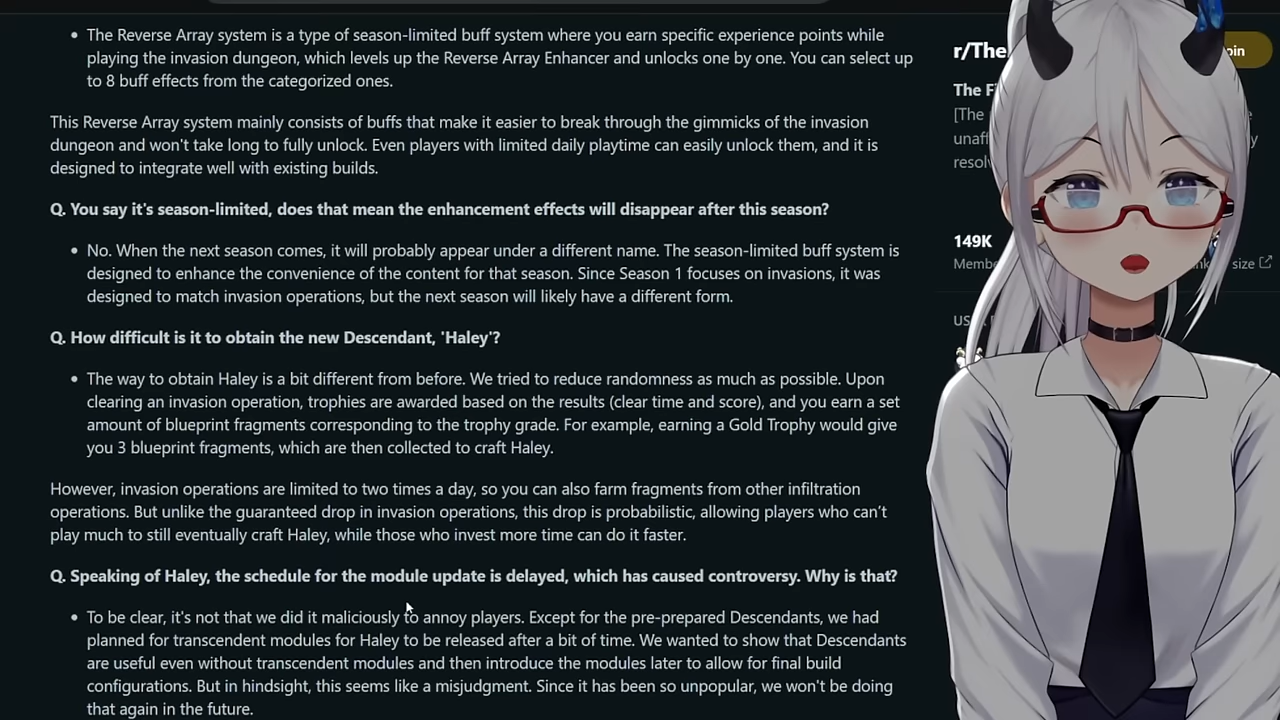 The Reverse Array system is a type of season-limited buff system where you earn specific experience points while
playing the invasion dungeon, which levels up the Reverse Array Enhancer and unlocks one by one. You can select up
to 8 buff effects from the categorized ones.
This Reverse Array system mainly consists of buffs that make it easier to break through the gimmicks of the invasion
dungeon and won't take long to fully unlock. Even players with limited daily playtime can easily unlock them, and it is
designed to integrate well with existing builds.
Q. You say it's season-limited, does that mean the enhancement effects will disappear after this season?
No. When the next season comes, it will probably appear under a different name. The season-limited buff system is
designed to enhance the convenience of the content for that season. Since Season 1 focuses on invasions, it was
designed to match invasion operations, but the next season will likely have a different form.
Q. How difficult is it to obtain the new Descendant, 'Haley'?
The way to obtain Haley is a bit different from before. We tried to reduce randomness as much as possible. Upon
clearing an invasion operation, trophies are awarded based on the results (clear time and score), and you earn a set
amount of blueprint fragments corresponding to the trophy grade. For example, earning a Gold Trophy would give
you 3 blueprint fragments, which are then collected to craft Haley.
However, invasion operations are limited to two times a day, so you can also farm fragments from other infiltration
operations. But unlike the guaranteed drop in invasion operations, this drop is probabilistic, allowing players who can’t
play much to still eventually craft Haley, while those who invest more time can do it faster.
Q. Speaking of Haley, the schedule for the module update is delayed, which has caused controversy. Why is that?
To be clear, it's not that we did it maliciously to annoy players. Except for the pre-prepared Descendants, we had
planned for transcendent modules for Haley to be released after a bit of time. We wanted to show that Descendants
are useful even without transcendent modules and then introduce the modules later to allow for final build
configurations. But in hindsight, this seems like a misjudgment. Since it has been so unpopular, we won't be doing
that again in the future.
r/The
The
[The
149K
size